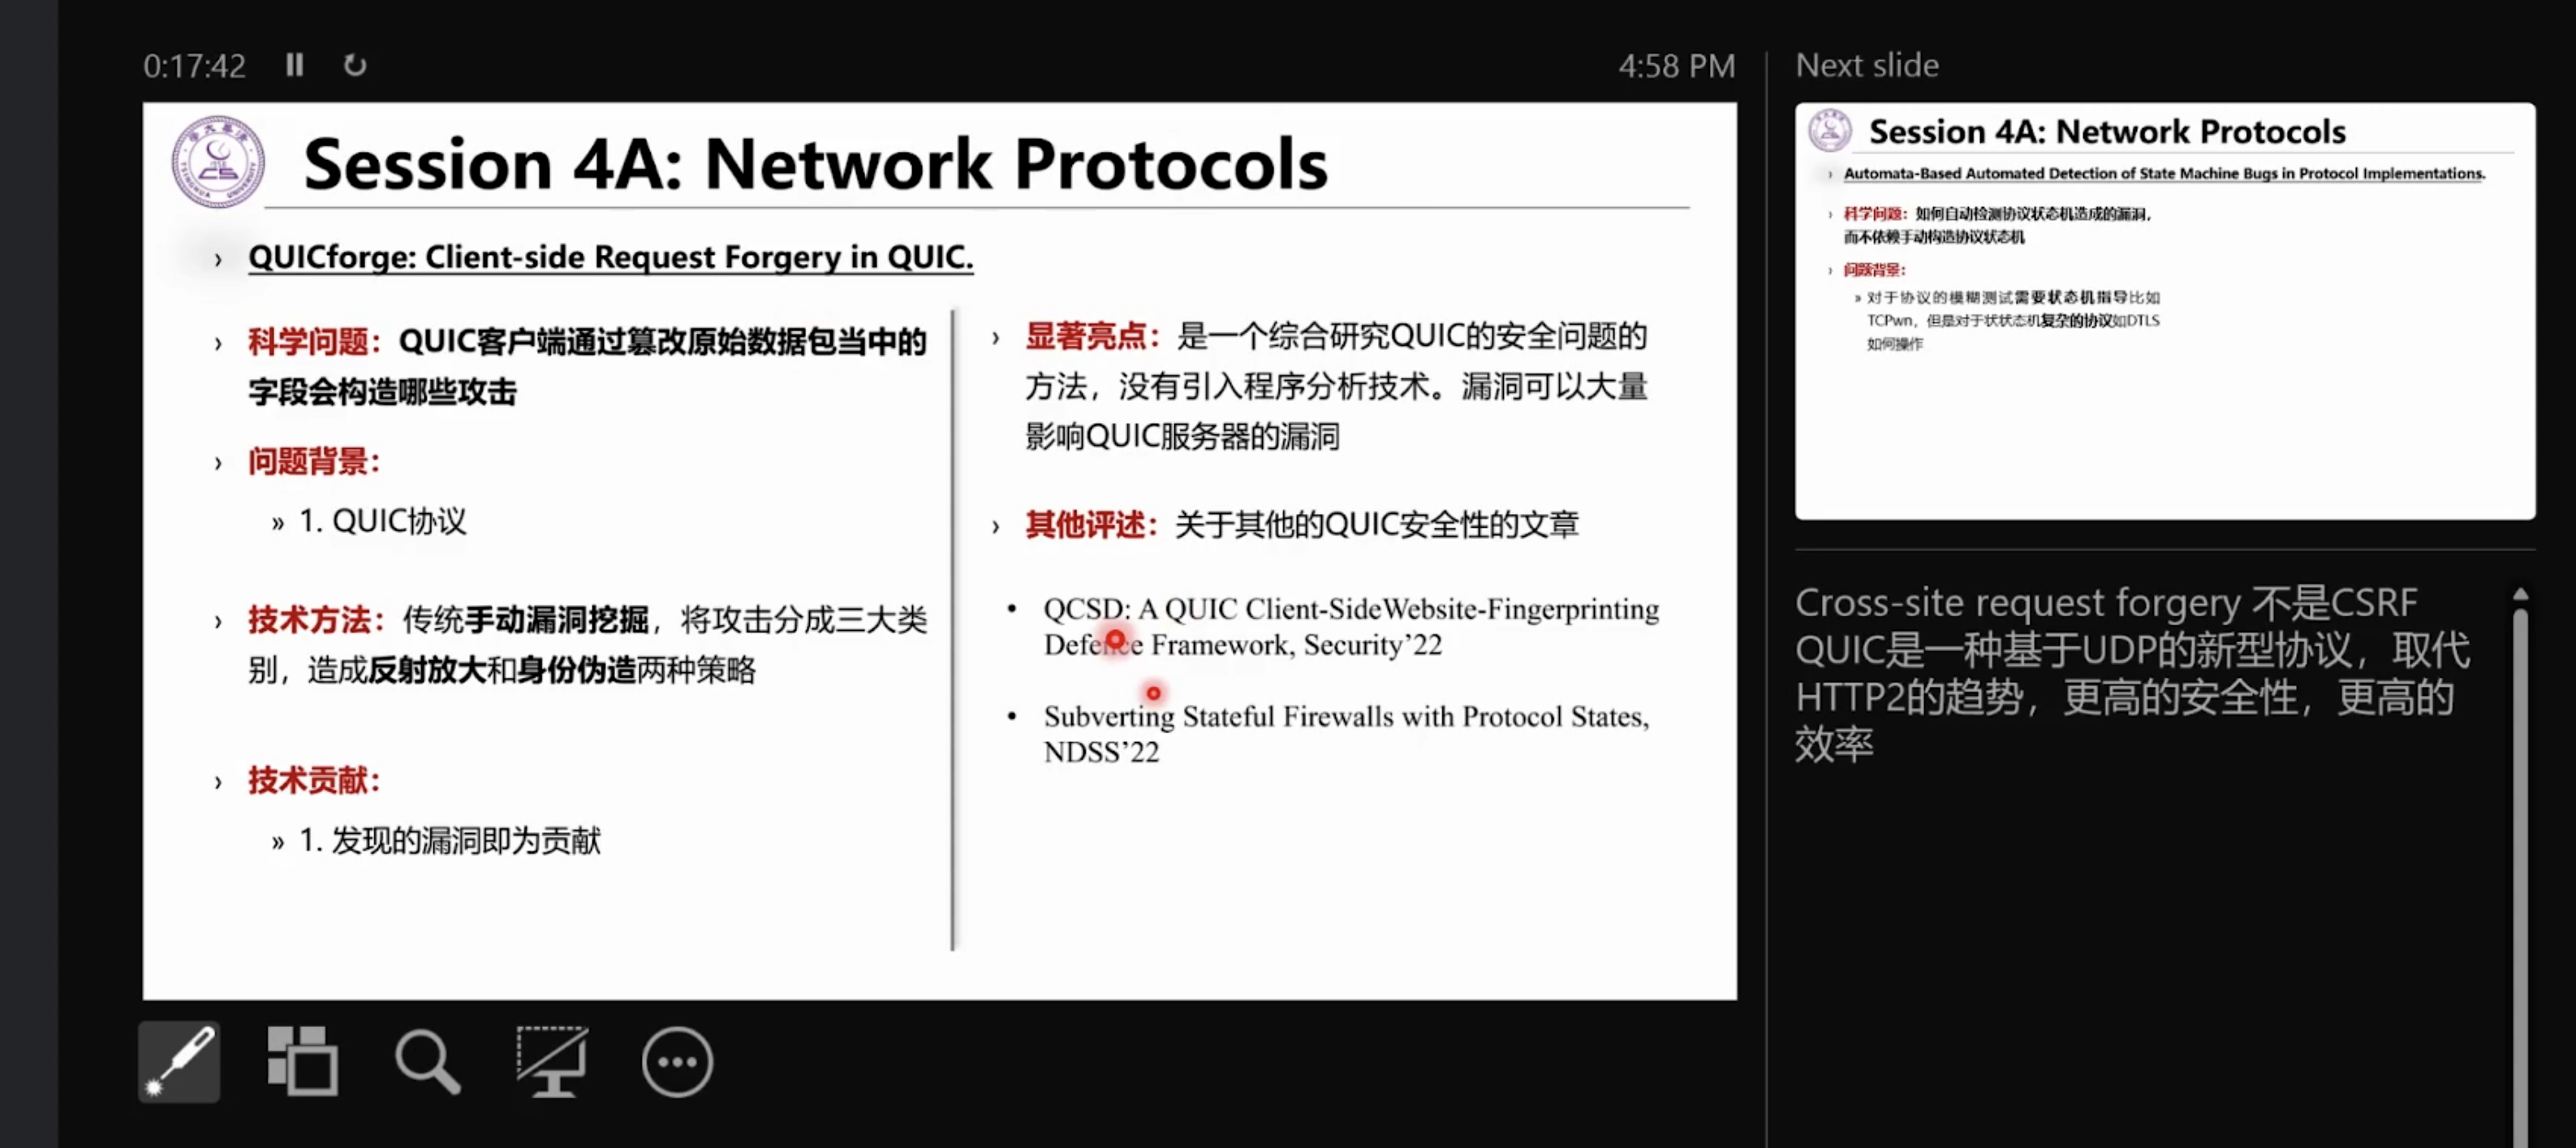 0:17:42
4:58 PM
Session 4A: Network Protocols
QUICforge: Client-side Request Forgery in QUIC.
科学问题：QUIC客户端通过篡改原始数据包当中的
字段会构造哪些攻击
问题背景：
» 1. QUIC协议
技术方法：传统手动漏洞挖掘，将攻击分成三大类
别，造成反射放大和身份伪造两种策略
技术贡献：
» 1. 发现的漏洞即为贡献
显著亮点：是一个综合研究QUIC的安全问题的
方法，没有引入程序分析技术。漏洞可以大量
影响QUIC服务器的漏洞
其他评述：关于其他的QUIC安全性的文章
• QCSD: A QUIC Client-SideWebsite-Fingerprinting
Defence Framework, Security’22
• Subverting Stateful Firewalls with Protocol States,
NDSS’22
Next slide
Session 4A: Network Protocols
Automata-Based Automated Detection of State Machine Bugs in Protocol Implementations.
科学问题：如何自动检测协议状态机造成的漏洞，
而不依赖手动构造协议状态机
问题背景：
» 对于协议的模糊测试需要状态机指导比如
TCPwn，但是对于状状态机复杂的协议如DTLS
如何操作
Cross-site request forgery 不是CSRF
QUIC是一种基于UDP的新型协议，取代
HTTP2的趋势，更高的安全性，更高的
效率